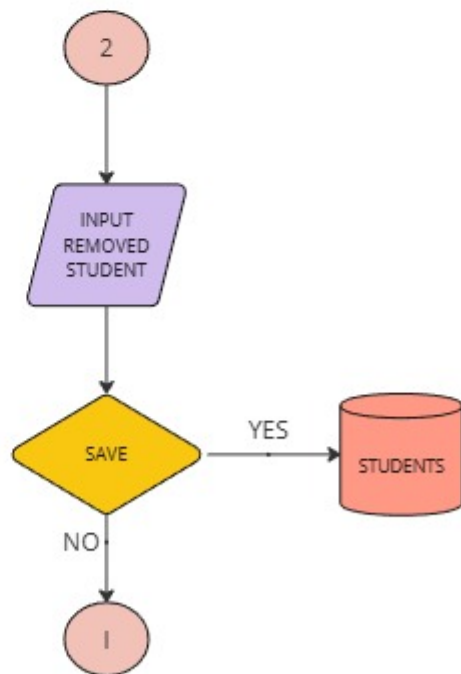 2
INPUT
REMOVED
STUDENT
SAVE
YES
STUDENTS
NO
I